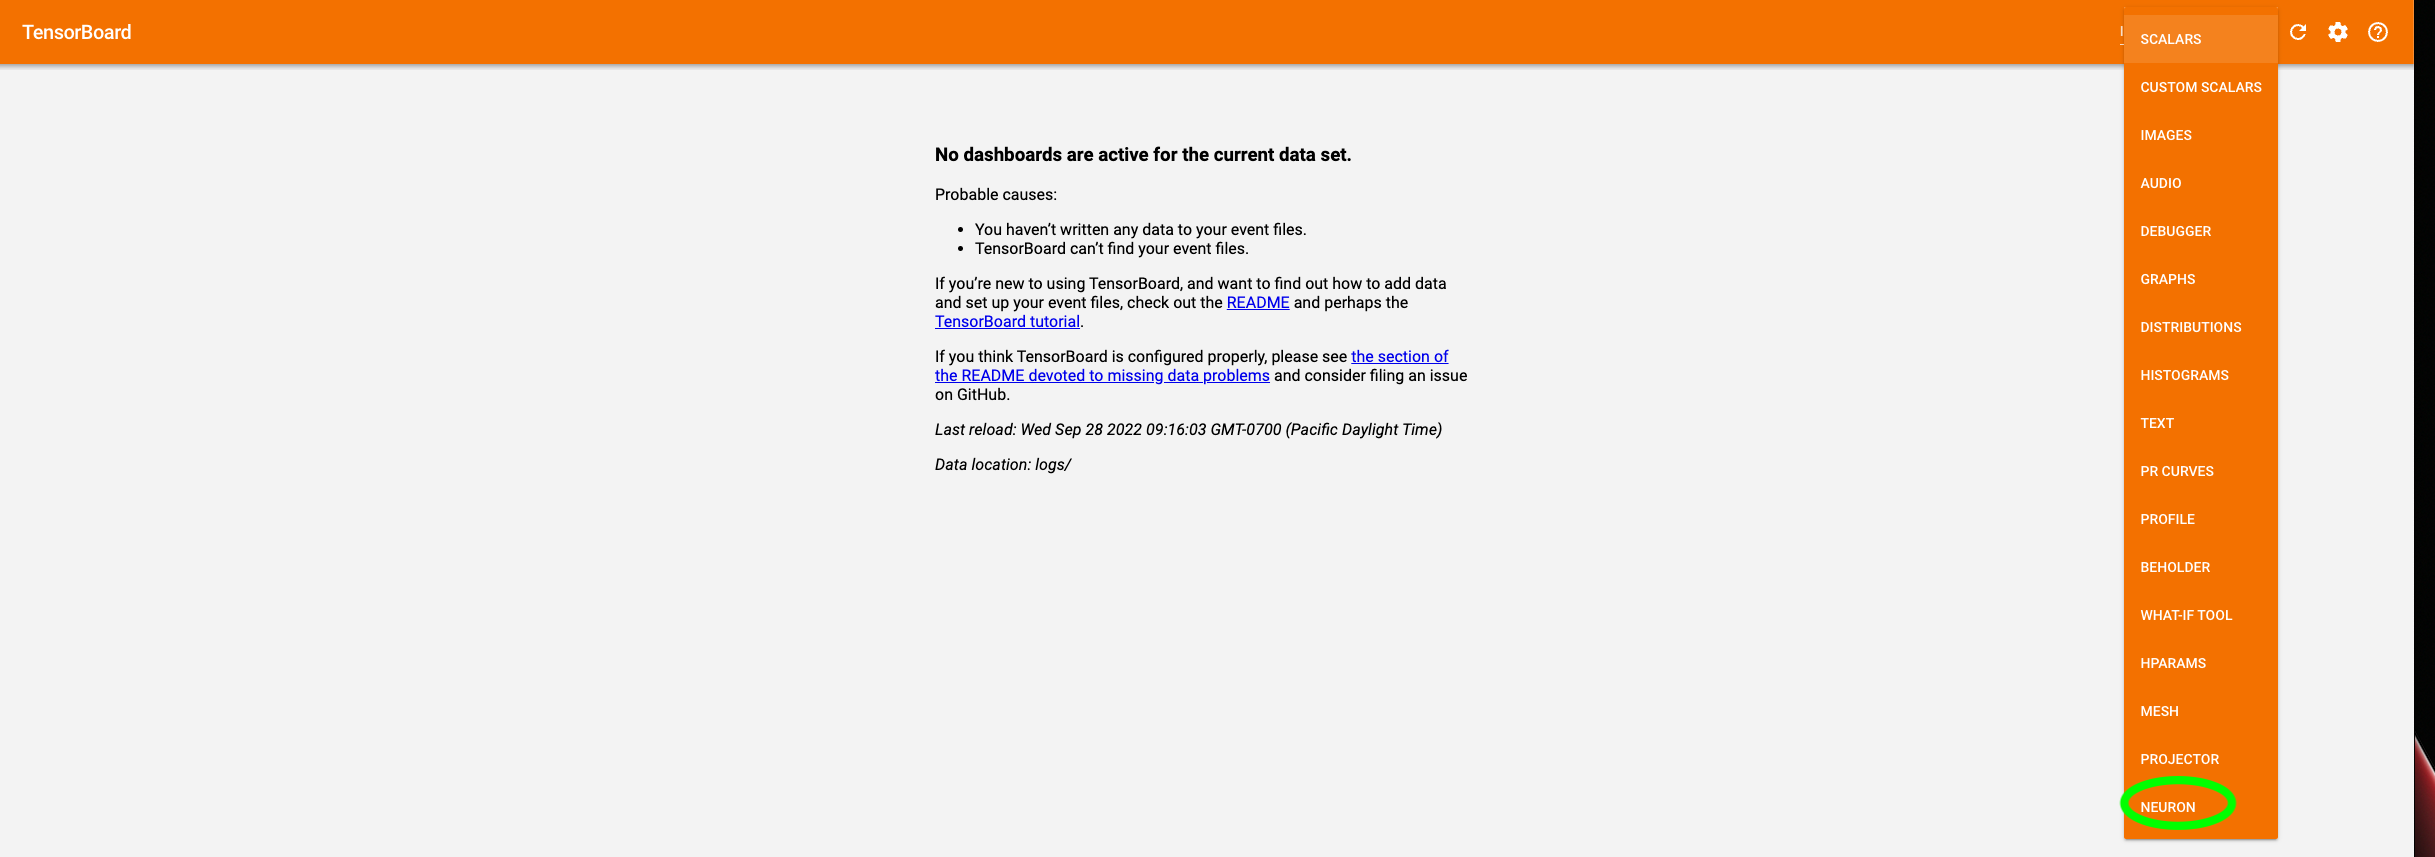 TensorBoard
SCALARS
CUSTOM SCALARS
IMAGES
AUDIO
DEBUGGER
GRAPHS
DISTRIBUTIONS
HISTOGRAMS
TEXT
PR CURVES
PROFILE
BEHOLDER
WHAT-IF TOOL
HPARAMS
MESH
PROJECTOR
NEURON
No dashboards are active for the current data set.
Probable causes:
• You haven’t written any data to your event files.
• TensorBoard can’t find your event files.
If you’re new to using TensorBoard, and want to find out how to add data
and set up your event files, check out the README and perhaps the
TensorBoard tutorial.
If you think TensorBoard is configured properly, please see the section of
the README devoted to missing data problems and consider filing an issue
on GitHub.
Last reload: Wed Sep 28 2022 09:16:03 GMT-0700 (Pacific Daylight Time)
Data location: logs/